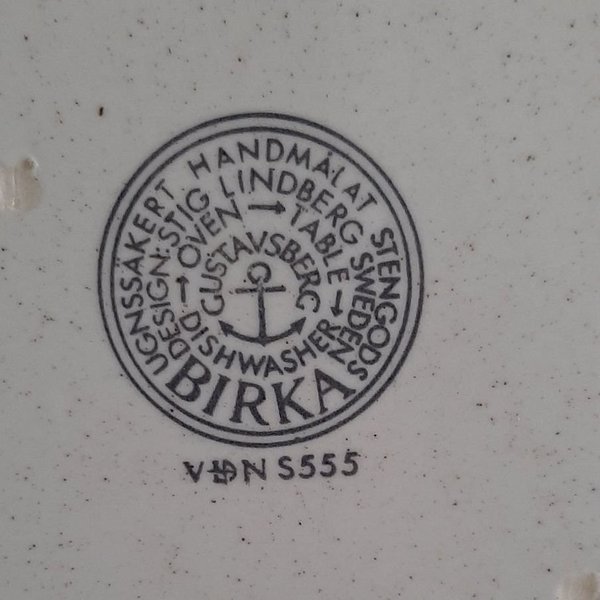 UGNSSÄKERT HANDMÅLAT STENGODS
DESIGN: STIG LINDBERG SWEDEN
OVEN → TABLE → DISHWASHER →
GUSTAVSBERG
BIRKA
S555